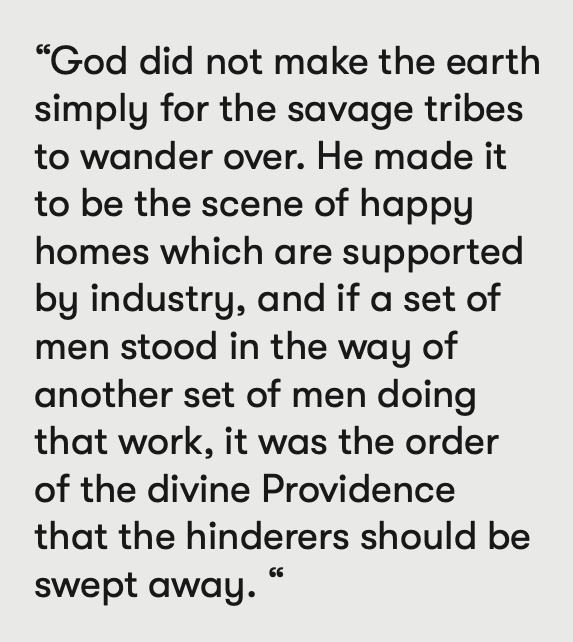 “God did not make the earth
simply for the savage tribes
to wander over. He made it
to be the scene of happy
homes which are supported
by industry, and if a set of
men stood in the way of
another set of men doing
that work, it was the order
of the divine Providence
that the hinderers should be
swept away. “